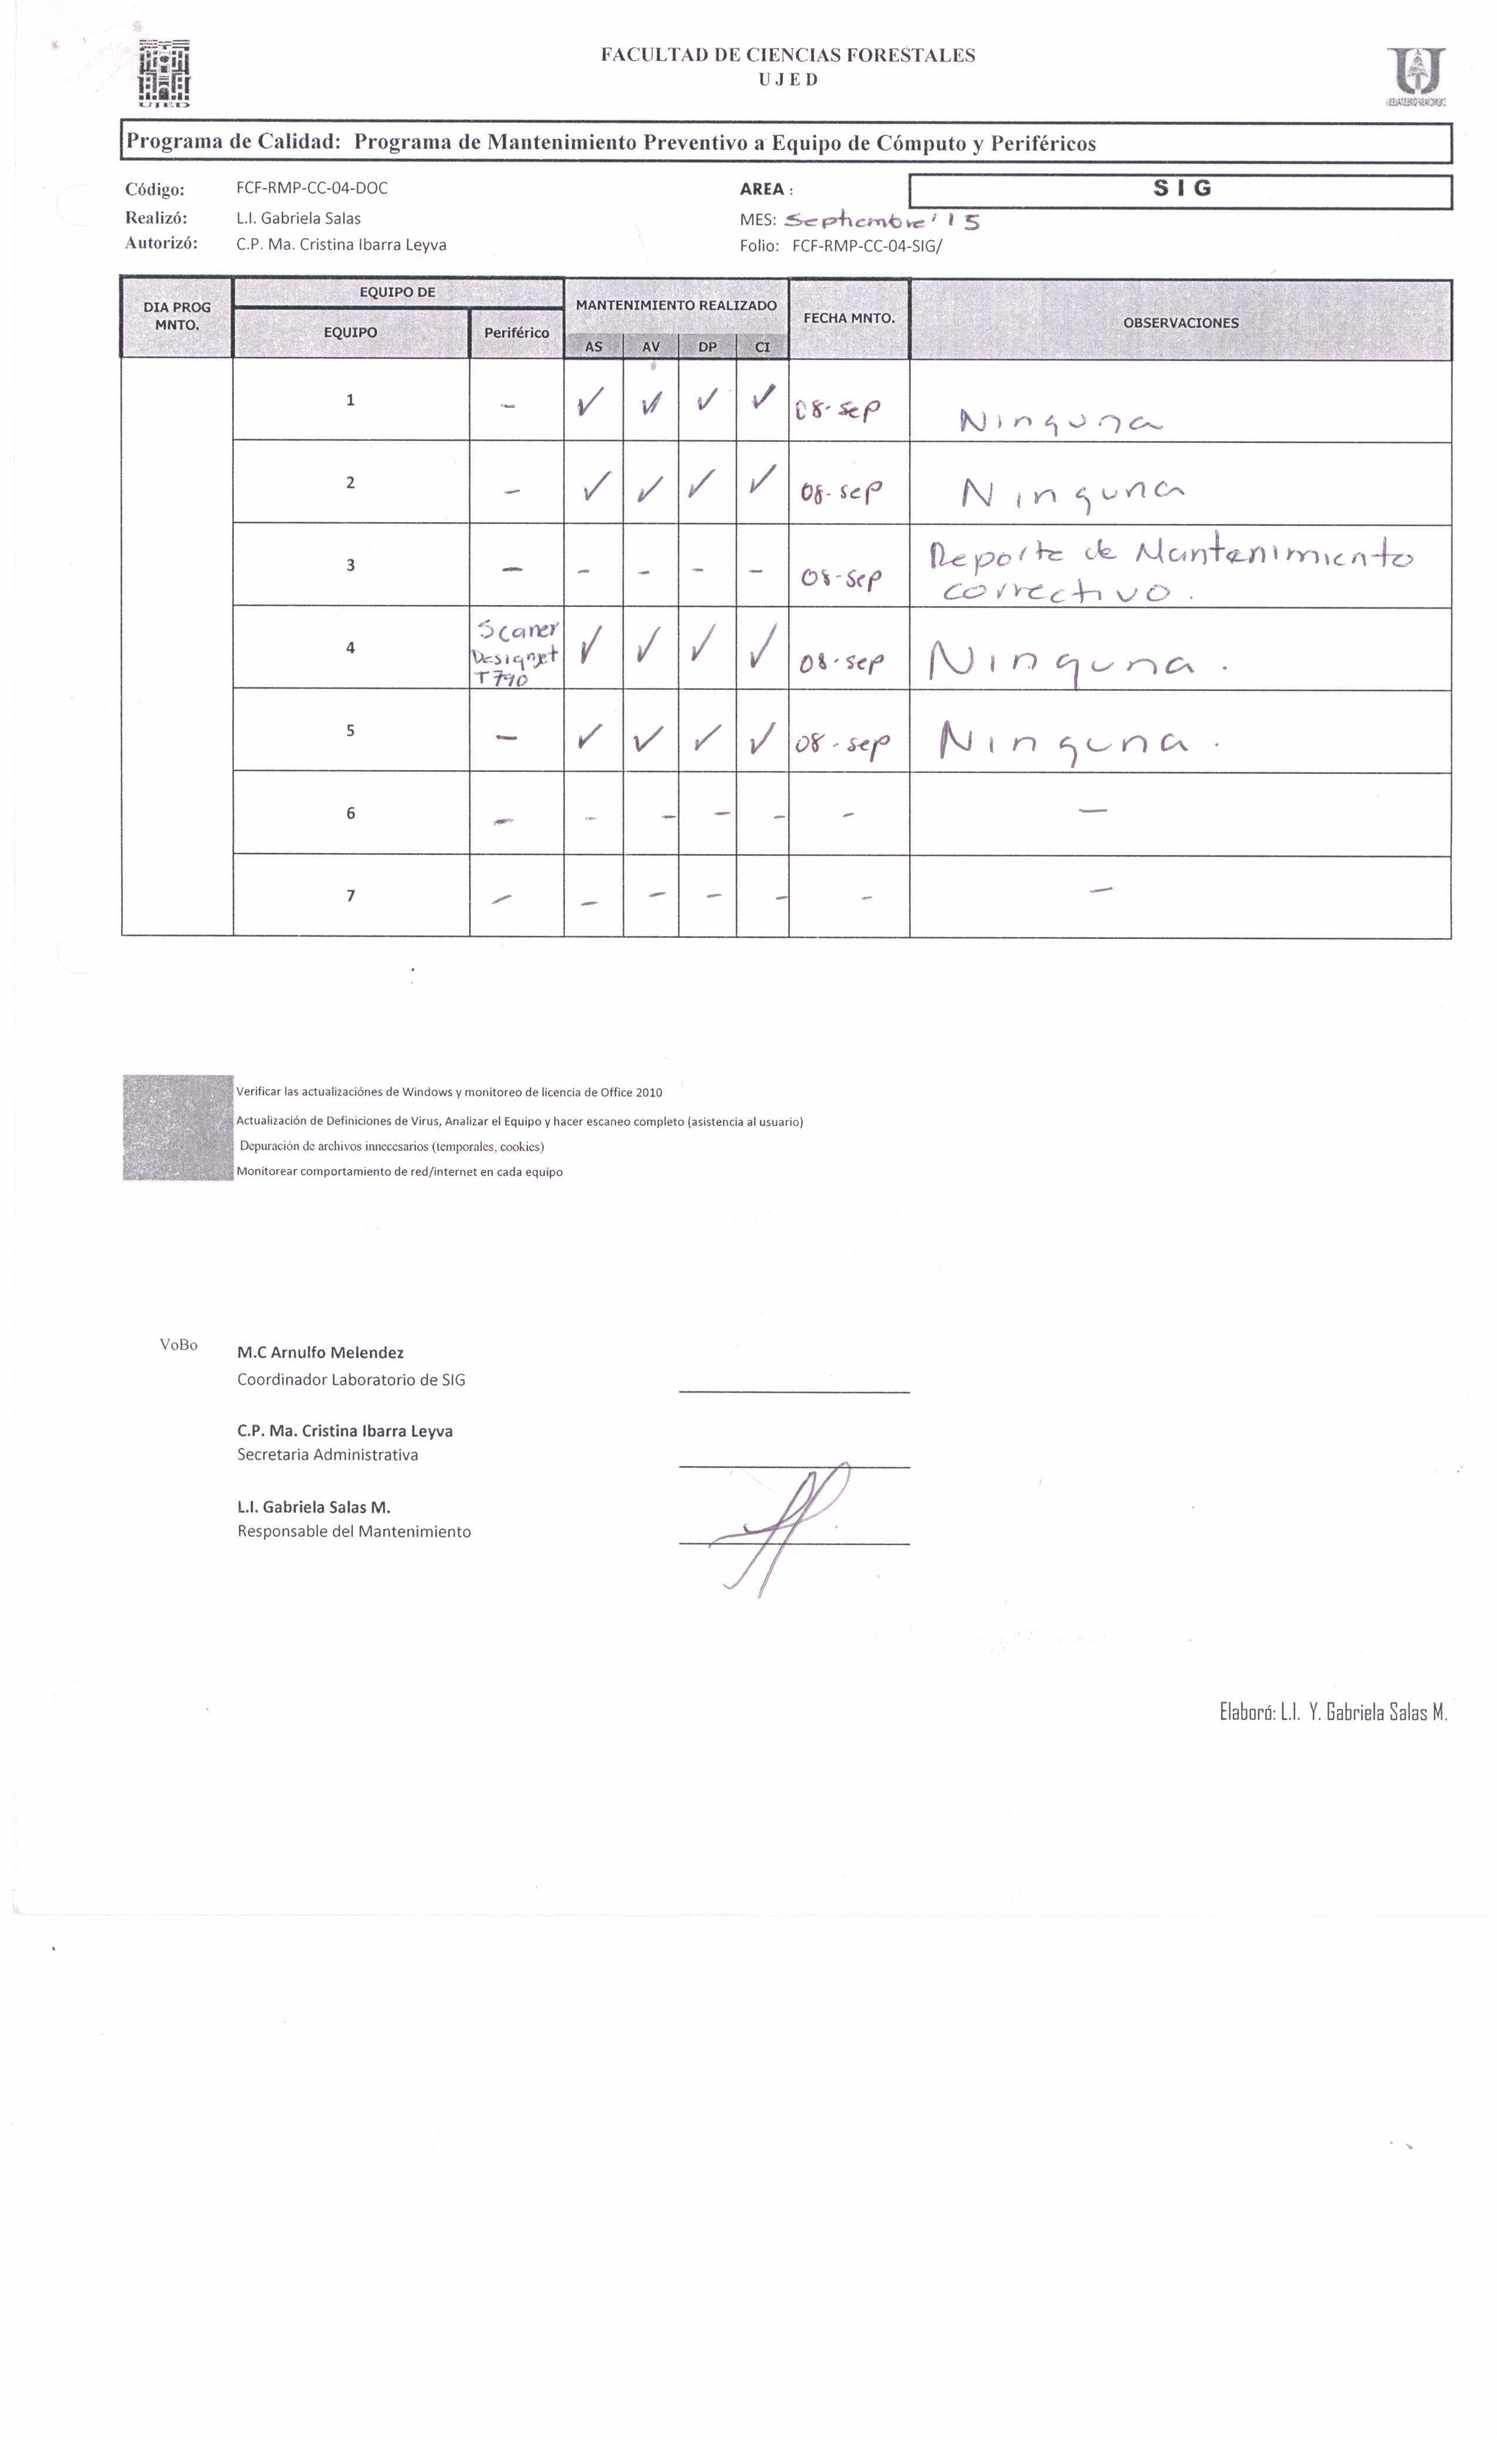 FACULTAD DE CIENCIAS FORESTALES
UJED
UJED
Programa de Calidad: Programa de Mantenimiento Preventivo a Equipo de Cómputo y Periféricos
Código: FCF-RMP-CC-04-DOC AREA : SIG
Realizó: L.I. Gabriela Salas MES: Septiembre'15
Autorizó: C.P. Ma. Cristina Ibarra Leyva Folio: FCF-RMP-CC-04-SIG/
DIA PROG MNTO. EQUIPO DE MANTENIMIENTO REALIZADO FECHA MNTO. OBSERVACIONES
EQUIPO Periférico AS AV DP CI
1 - ✓ ✓ ✓ ✓ 08-sep Ninguna
2 - ✓ ✓ ✓ ✓ 08-sep Ninguna
3 - - - - - 08-sep Reporte de Mantenimiento
correctivo.
4 Scaner Designjet T790 ✓ ✓ ✓ ✓ 08-sep Ninguna.
5 - ✓ ✓ ✓ ✓ 08-sep Ninguna.
6 - - - - - - -
7 - - - - - - -
Verificar las actualizaciónes de Windows y monitoreo de licencia de Office 2010
Actualización de Definiciones de Virus, Analizar el Equipo y hacer escaneo completo (asistencia al usuario)
Depuración de archivos innecesarios (temporales, cookies)
Monitorear comportamiento de red/internet en cada equipo
VoBo M.C Arnulfo Melendez
Coordinador Laboratorio de SIG
C.P. Ma. Cristina Ibarra Leyva
Secretaria Administrativa
L.I. Gabriela Salas M.
Responsable del Mantenimiento
Elaboró: L.I. Y. Gabriela Salas M.